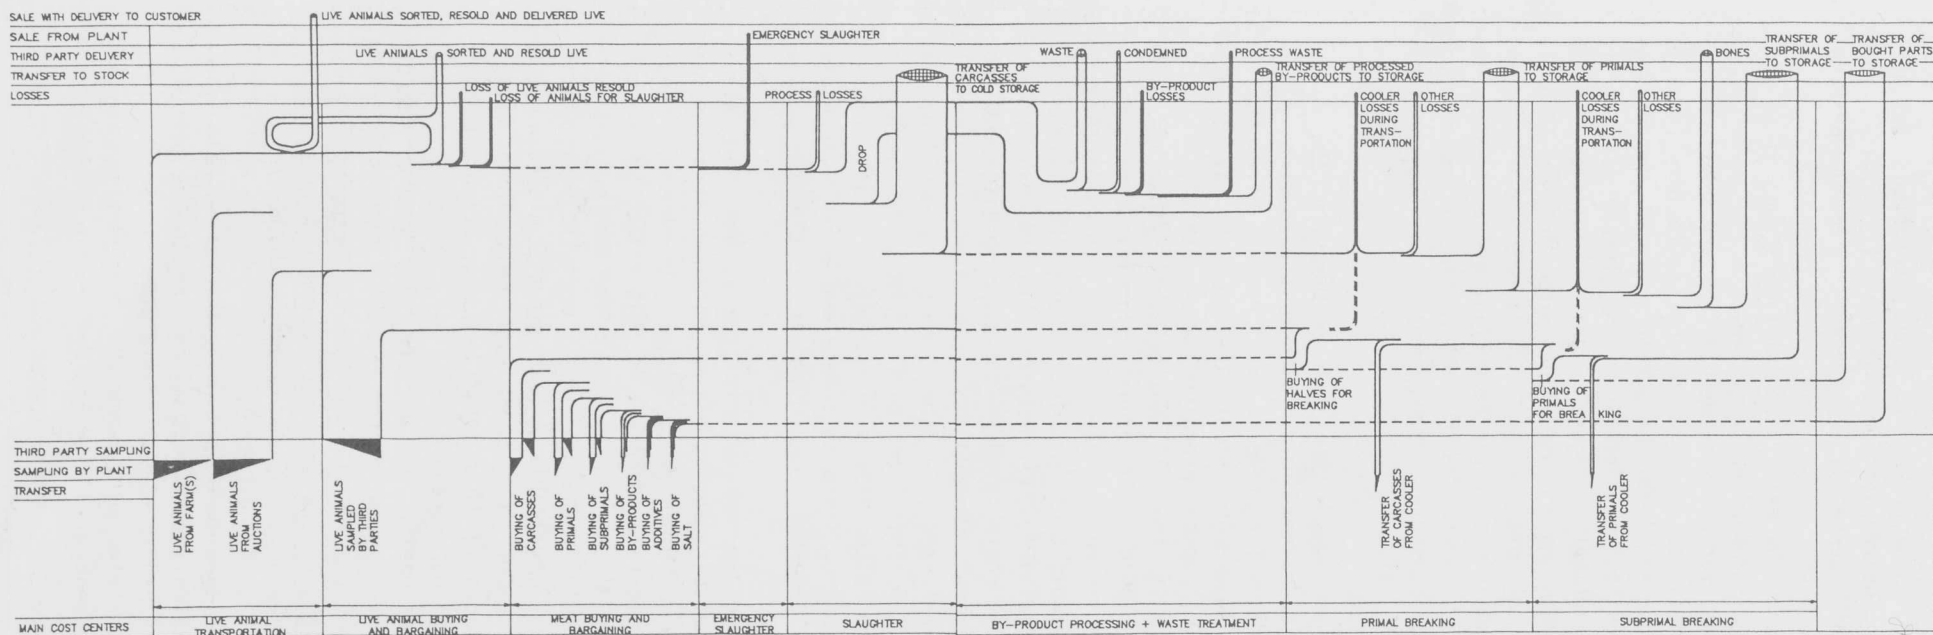 SALE WITH DELIVERY TO CUSTOMER
LIVE ANIMALS SORTED, RESOLD AND DELIVERED LIVE
SALE FROM PLANT
EMERGENCY SLAUGHTER
THIRD PARTY DELIVERY
LIVE ANIMALS
SORTED AND RESOLD LIVE
WASTE
CONDEMNED
PROCESS WASTE
BONES
TRANSFER TO STOCK
LOSSES
LOSS OF LIVE ANIMALS RESOLD
LOSS OF ANIMALS FOR SLAUGHTER
PROCESS
LOSSES
TRANSFER OF
CARCASSES
TO COLD STORAGE
BY-PRODUCT
LOSSES
TRANSFER OF PROCESSED
BY-PRODUCTS TO STORAGE
COOLER
LOSSES
DURING
TRANS-
PORTATION
OTHER
LOSSES
TRANSFER OF PRIMALS
TO STORAGE
COOLER
LOSSES
DURING
TRANS-
PORTATION
OTHER
LOSSES
TRANSFER OF
SUBPRIMALS
TO STORAGE
TRANSFER OF
BOUGHT PARTS
TO STORAGE
DROP
BUYING OF
HALVES FOR
BREAKING
BUYING OF
PRIMALS
FOR BREA KING
THIRD PARTY SAMPLING
SAMPLING BY PLANT
TRANSFER
LIVE ANIMALS
FROM FARM(S)
LIVE ANIMALS
FROM
AUCTIONS
LIVE ANIMALS
SAMPLED
BY THIRD
PARTIES
BUYING OF
CARCASSES
BUYING OF
PRIMALS
BUYING OF
SUBPRIMALS
BUYING OF
BY-PRODUCTS
BUYING OF
ADDITIVES
BUYING OF
SALT
TRANSFER
OF CARCASSES
FROM COOLER
TRANSFER
OF PRIMALS
FROM COOLER
MAIN COST CENTERS
LIVE ANIMAL
TRANSPORTATION
LIVE ANIMAL BUYING
AND BARGAINING
MEAT BUYING AND
BARGAINING
EMERGENCY
SLAUGHTER
SLAUGHTER
BY-PRODUCT PROCESSING + WASTE TREATMENT
PRIMAL BREAKING
SUBPRIMAL BREAKING